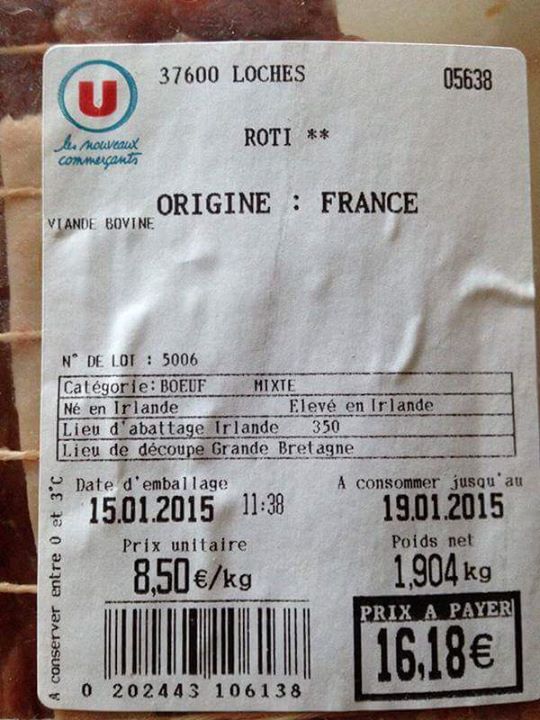 37600 LOCHES
05638
U
les nouveaux
commerçants
ROTI **
ORIGINE : FRANCE
VIANDE BOVINE
N° DE LOT : 5006
Catégorie: BOEUF MIXTE
Né en Irlande Elevé en Irlande
Lieu d'abattage Irlande 350
Lieu de découpe Grande Bretagne
A conserver entre 0 et 3°C
Date d'emballage A consommer jusqu'au
15.01.2015 11:38 19.01.2015
Prix unitaire Poids net
8,50 €/kg 1,904 kg
PRIX A PAYER
16,18€
0 202443 106138